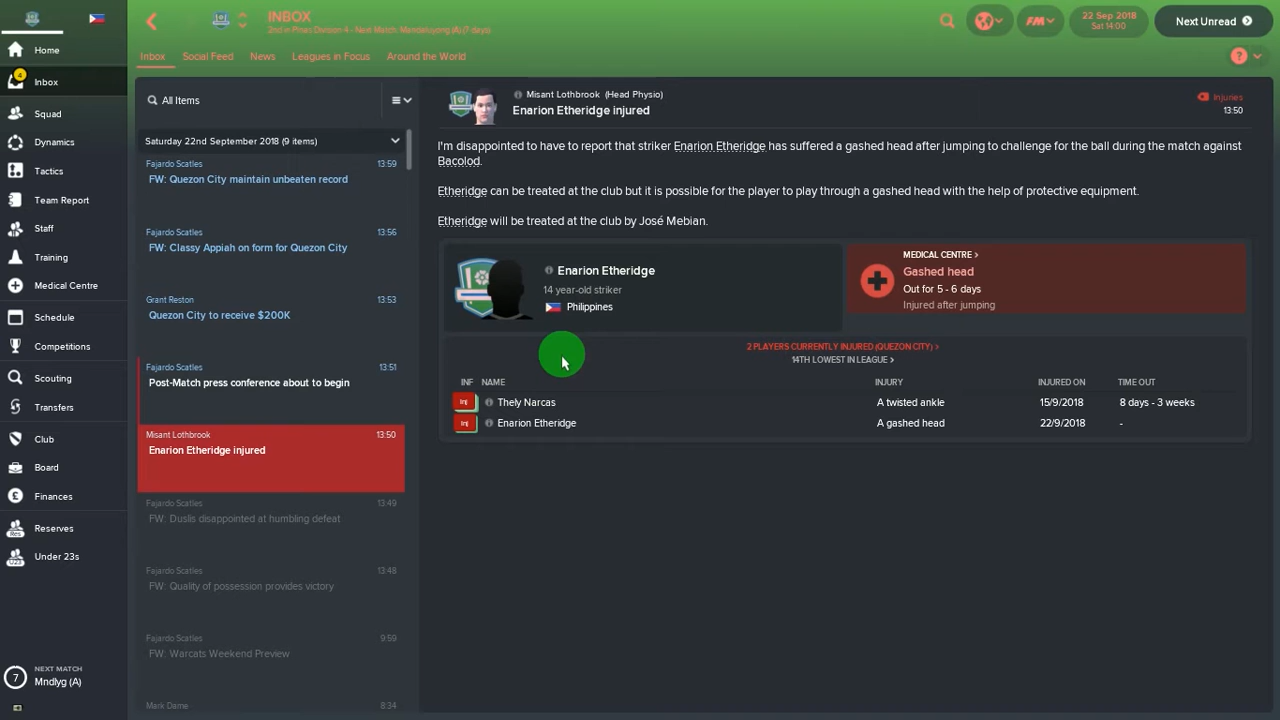 INBOX
2nd in Pinas Division 4 - Next Match: Mandaluyong (A) (7 days)
FM
22 Sep 2018
Sat 14:00
Next Unread
Home
4
Inbox
Squad
Dynamics
Tactics
Team Report
Staff
Training
Medical Centre
Schedule
Competitions
Scouting
Transfers
Club
Board
Finances
Res
Reserves
U23
Under 23s
NEXT MATCH
7
Mndlyg (A)
Inbox
Social Feed
News
Leagues in Focus
Around the World
?
All Items
Saturday 22nd September 2018 (9 items)
Fajardo Scatles 13:59
FW: Quezon City maintain unbeaten record
Fajardo Scatles 13:56
FW: Classy Appiah on form for Quezon City
Grant Reston 13:53
Quezon City to receive $200K
Fajardo Scatles 13:51
Post-Match press conference about to begin
Misant Lothbrook 13:50
Enarion Etheridge injured
Fajardo Scatles 13:49
FW: Duslis disappointed at humbling defeat
Fajardo Scatles 13:48
FW: Quality of possession provides victory
Fajardo Scatles 9:59
FW: Warcats Weekend Preview
Mark Dame 8:34
Misant Lothbrook (Head Physio)
Enarion Etheridge injured
Injuries
13:50
I'm disappointed to have to report that striker Enarion Etheridge has suffered a gashed head after jumping to challenge for the ball during the match against
Bacolod.
Etheridge can be treated at the club but it is possible for the player to play through a gashed head with the help of protective equipment.
Etheridge will be treated at the club by José Mebian.
Enarion Etheridge
14 year-old striker
Philippines
MEDICAL CENTRE >
Gashed head
Out for 5 - 6 days
Injured after jumping
2 PLAYERS CURRENTLY INJURED (QUEZON CITY) >
14TH LOWEST IN LEAGUE >
INF NAME INJURY INJURED ON TIME OUT
Inj Thely Narcas A twisted ankle 15/9/2018 8 days - 3 weeks
Inj Enarion Etheridge A gashed head 22/9/2018 -